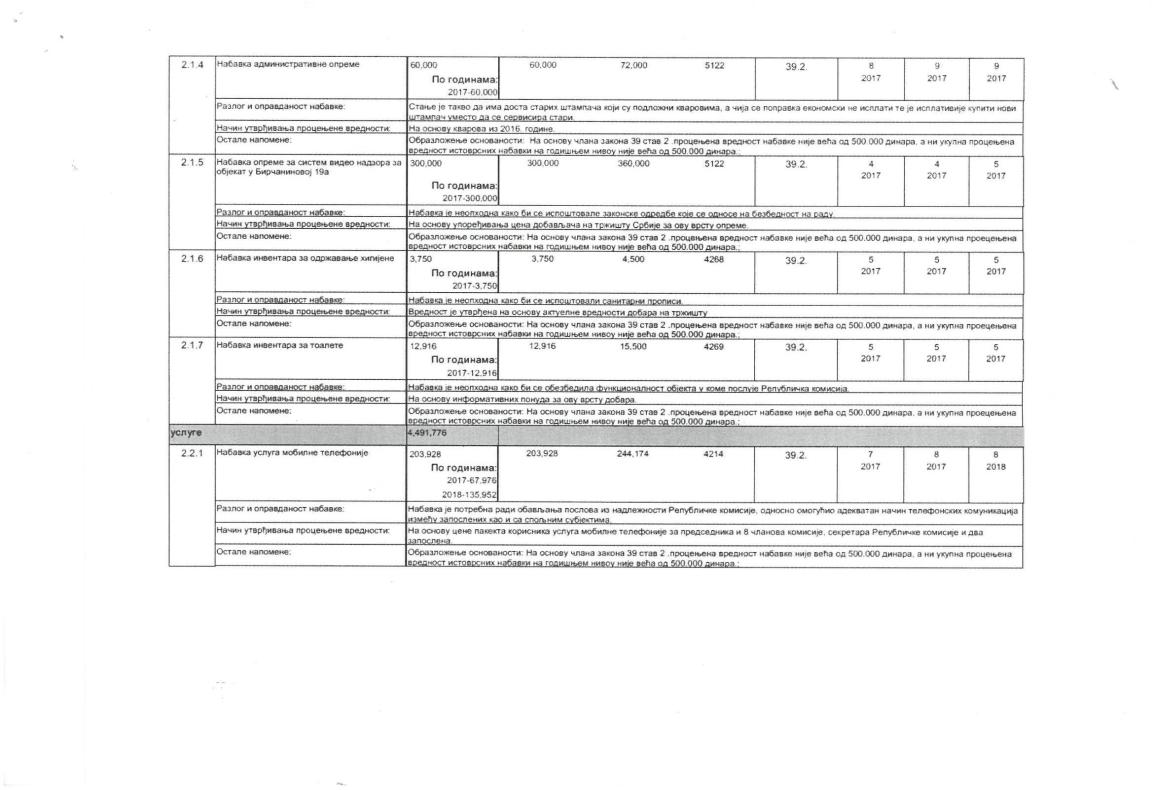 2.1.4 Набавка административне опреме 60,000 60,000 72,000 5122 39.2. 8 9 9
По годинама: 2017 2017 2017
2017-60,000
Разлог и оправданост набавке: Стање је такво да има доста старих штампача који су подложни кваровима, а чија се поправка економски не исплати те је исплативије купити нови
штампач уместо да се сервисира стари.
Начин утврђивања процењене вредности: На основу кварова из 2016. године.
Остале напомене: Образложење основаности: На основу члана закона 39 став 2 .процењена вредност набавке није већа од 500.000 динара, а ни укупна процењена
вредност истоврсних набавки на годишњем нивоу није већа од 500.000 динара.;
2.1.5 Набавка опреме за систем видео надзора за 300,000 300,000 360,000 5122 39.2. 4 4 5
објекат у Бирчаниновој 19а 2017 2017 2017
По годинама:
2017-300,000
Разлог и оправданост набавке: Набавка је неопходна како би се испоштовале законске одредбе које се односе на безбедност на раду.
Начин утврђивања процењене вредности: На основу упоређивања цена добављача на тржишту Србије за ову врсту опреме.
Остале напомене: Образложење основаности: На основу члана закона 39 став 2 .процењена вредност набавке није већа од 500.000 динара, а ни укупна проецењена
вредност истоврсних набавки на годишњем нивоу није већа од 500.000 динара.;
2.1.6 Набавка инвентара за одржавање хигијене 3,750 3,750 4,500 4268 39.2. 5 5 5
По годинама: 2017 2017 2017
2017-3,750
Разлог и оправданост набавке: Набавка је неопходна како би се испоштовали санитарни прописи.
Начин утврђивања процењене вредности: Вредност је утврђена на основу актуелне вредности добара на тржишту
Остале напомене: Образложење основаности: На основу члана закона 39 став 2 .процењена вредност набавке није већа од 500.000 динара, а ни укупна проецењена
вредност истоврсних набавки на годишњем нивоу није већа од 500.000 динара.;
2.1.7 Набавка инвентара за тоалете 12,916 12,916 15,500 4269 39.2. 5 5 5
По годинама: 2017 2017 2017
2017-12,916
Разлог и оправданост набавке: Набавка је неопходна како би се обезбедила функционалност објекта у коме послује Републичка комисија.
Начин утврђивања процењене вредности: На основу информативних понуда за ову врсту добара.
Остале напомене: Образложење основаности: На основу члана закона 39 став 2 .процењена вредност набавке није већа од 500.000 динара, а ни укупна проецењена
вредност истоврсних набавки на годишњем нивоу није већа од 500.000 динара.;
услуге 4,491,776
2.2.1 Набавка услуга мобилне телефоније 203,928 203,928 244,174 4214 39.2. 7 8 8
По годинама: 2017 2017 2018
2017-67,976
2018-135,952
Разлог и оправданост набавке: Набавка је потребна ради обављања послова из надлежности Републичке комисије, односно омогућио адекватан начин телефонских комуникација
између запослених као и са спољним субјектима.
Начин утврђивања процењене вредности: На основу цене пакекта корисника услуга мобилне телефоније за председника и 8 чланова комисије, секретара Републичке комисије и два
запослена.
Остале напомене: Образложење основаности: На основу члана закона 39 став 2 .процењена вредност набавке није већа од 500.000 динара, а ни укупна процењена
вредност истоврсних набавки на годишњем нивоу није већа од 500.000 динара.;